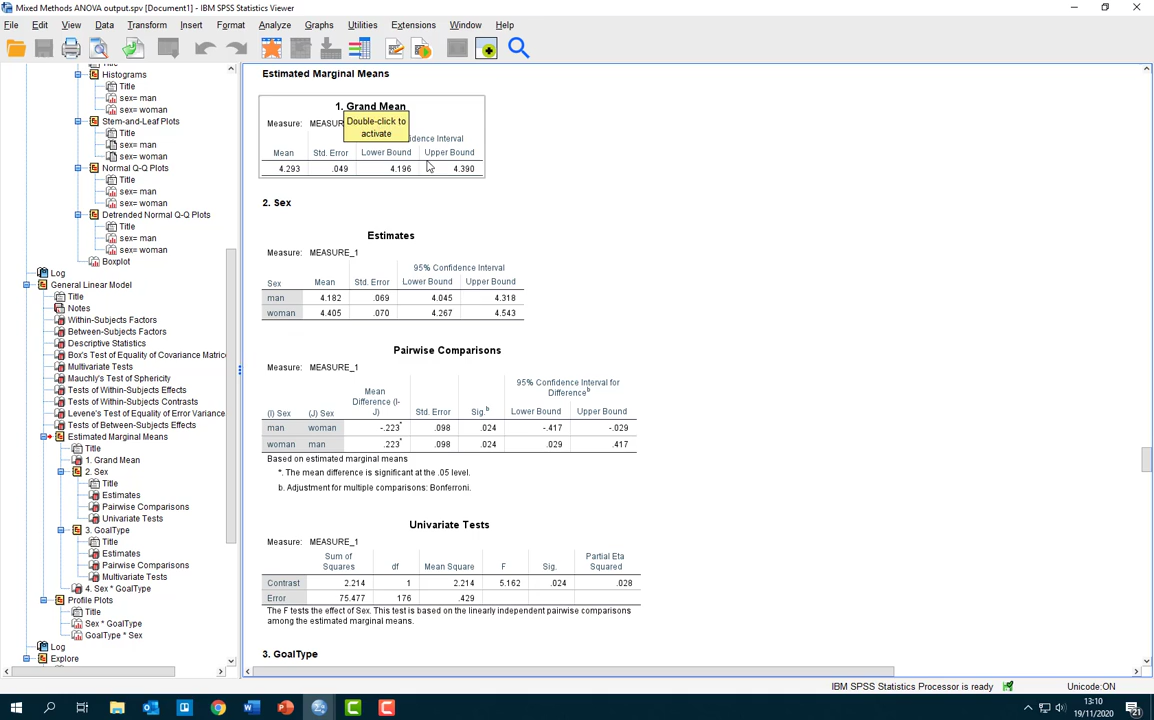 Mixed Methods ANOVA output.spv [Document1] - IBM SPSS Statistics Viewer
File Edit View Data Transform Insert Format Analyze Graphs Utilities Extensions Window Help
Histograms
Title
sex= man
sex= woman
Stem-and-Leaf Plots
Title
sex= man
sex= woman
Normal Q-Q Plots
Title
sex= man
sex= woman
Detrended Normal Q-Q Plots
Title
sex= man
sex= woman
Boxplot
Log
General Linear Model
Title
Notes
Within-Subjects Factors
Between-Subjects Factors
Descriptive Statistics
Box's Test of Equality of Covariance Matric
Multivariate Tests
Mauchly's Test of Sphericity
Tests of Within-Subjects Effects
Tests of Within-Subjects Contrasts
Levene's Test of Equality of Error Variance
Tests of Between-Subjects Effects
Estimated Marginal Means
Title
1. Grand Mean
2. Sex
Title
Estimates
Pairwise Comparisons
Univariate Tests
3. GoalType
Title
Estimates
Pairwise Comparisons
Multivariate Tests
4. Sex * GoalType
Profile Plots
Title
Sex * GoalType
GoalType * Sex
Log
Explore
Estimated Marginal Means
1. Grand Mean
Double-click to
activate
Measure: MEASUR
fidence Interval
Mean Std. Error Lower Bound Upper Bound
4.293 .049 4.196 4.390
2. Sex
Estimates
Measure: MEASURE_1
95% Confidence Interval
Sex Mean Std. Error Lower Bound Upper Bound
man 4.182 .069 4.045 4.318
woman 4.405 .070 4.267 4.543
Pairwise Comparisons
Measure: MEASURE_1
95% Confidence Interval for
Differenceb
Mean
Difference (I-
J)
(I) Sex (J) Sex Std. Error Sig.b Lower Bound Upper Bound
man woman -.223* .098 .024 -.417 -.029
woman man .223* .098 .024 .029 .417
Based on estimated marginal means
*. The mean difference is significant at the .05 level.
b. Adjustment for multiple comparisons: Bonferroni.
Univariate Tests
Measure: MEASURE_1
Sum of
Squares df Mean Square F Sig. Partial Eta
Squared
Contrast 2.214 1 2.214 5.162 .024 .028
Error 75.477 176 .429
The F tests the effect of Sex. This test is based on the linearly independent pairwise comparisons
among the estimated marginal means.
3. GoalType
IBM SPSS Statistics Processor is ready Unicode:ON
13:10
19/11/2020
21